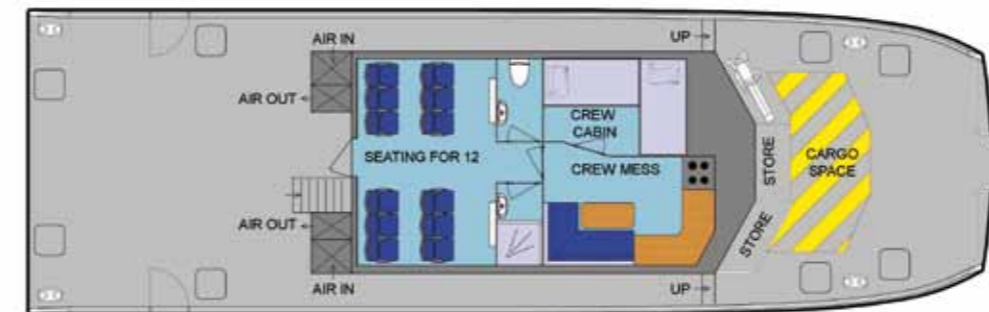 AIR IN
UP
AIR OUT
CREW
CABIN
SEATING FOR 12
CREW MESS
STORE
CARGO
SPACE
AIR OUT
STORE
AIR IN
UP